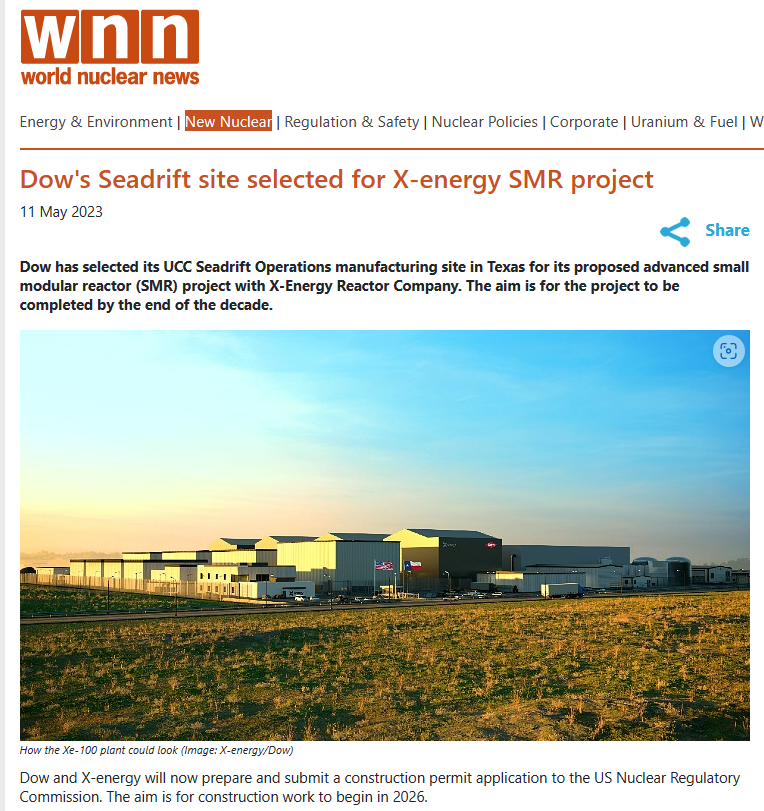 wnn
world nuclear news
Energy & Environment | New Nuclear | Regulation & Safety | Nuclear Policies | Corporate | Uranium & Fuel | W
Dow's Seadrift site selected for X-energy SMR project
11 May 2023
Share
Dow has selected its UCC Seadrift Operations manufacturing site in Texas for its proposed advanced small
modular reactor (SMR) project with X-Energy Reactor Company. The aim is for the project to be
completed by the end of the decade.
How the Xe-100 plant could look (Image: X-energy/Dow)
Dow and X-energy will now prepare and submit a construction permit application to the US Nuclear Regulatory
Commission. The aim is for construction work to begin in 2026.